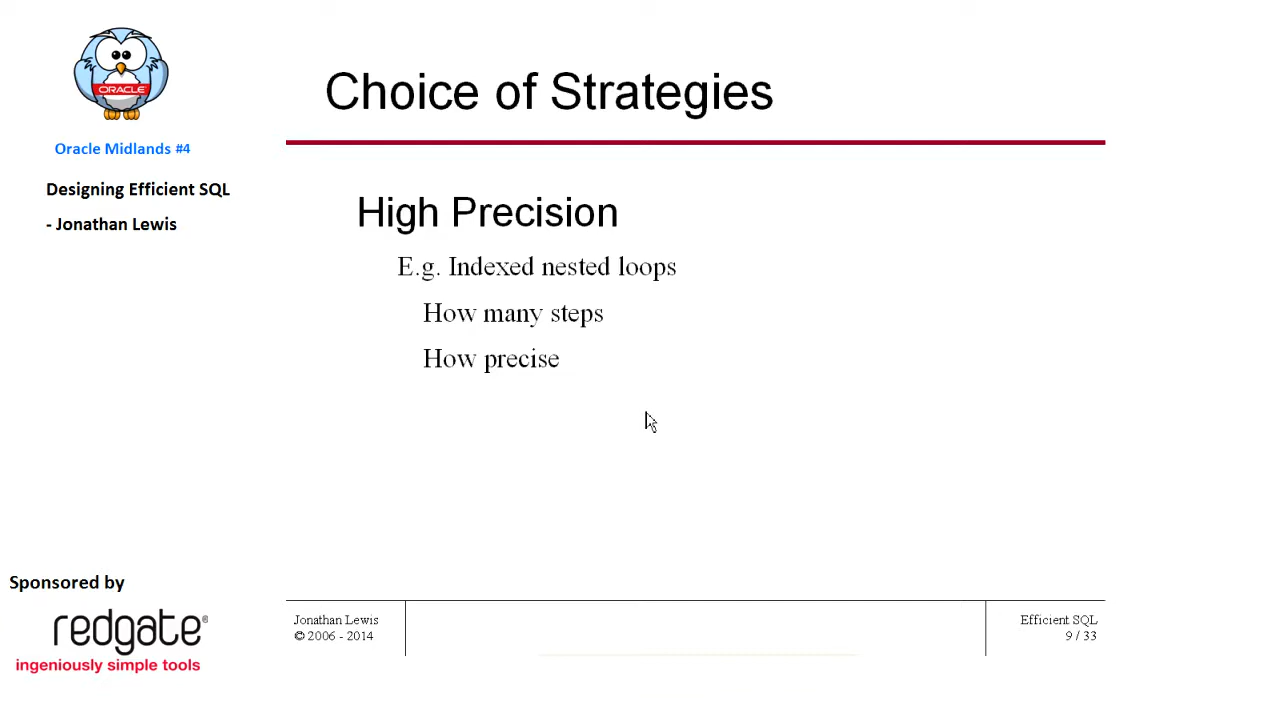 ORACLE
Oracle Midlands #4
Designing Efficient SQL
- Jonathan Lewis
Choice of Strategies
High Precision
E.g. Indexed nested loops
How many steps
How precise
Sponsored by
redgate®
ingeniously simple tools
Jonathan Lewis
© 2006 - 2014
Efficient SQL
9 / 33